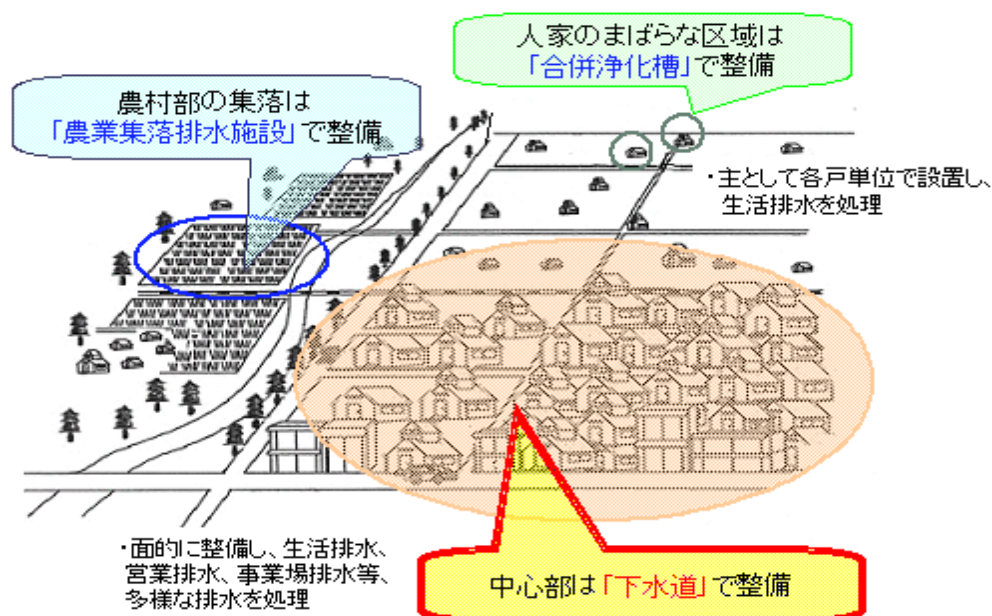 人家のまばらな区域は
「合併浄化槽」で整備
農村部の集落は
「農業集落排水施設」で整備
・主として各戸単位で設置し、
生活排水を処理
・面的に整備し、生活排水、
営業排水、事業場排水等、
多様な排水を処理
中心部は「下水道」で整備